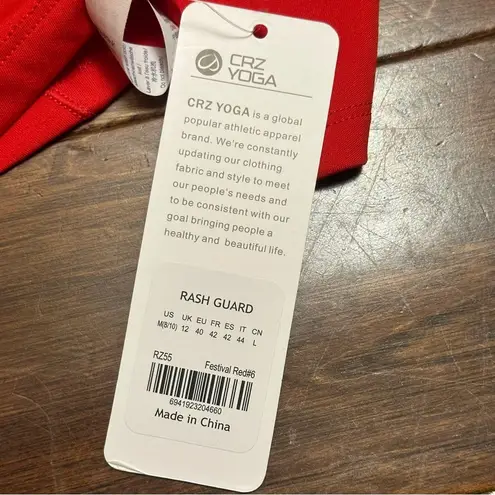 CRZ
YOGA
CRZ YOGA is a global
popular athletic apparel
brand. We're constantly
updating our clothing
fabric and style to meet
our people's needs and
to be consistent with our
goal bringing people a
healthy and beautiful life.
RASH GUARD
US UK EU FR ES IT CN
M(8/10) 12 40 42 42 44 L
RZ55 Festival Red#6
6941923204660
Made in China